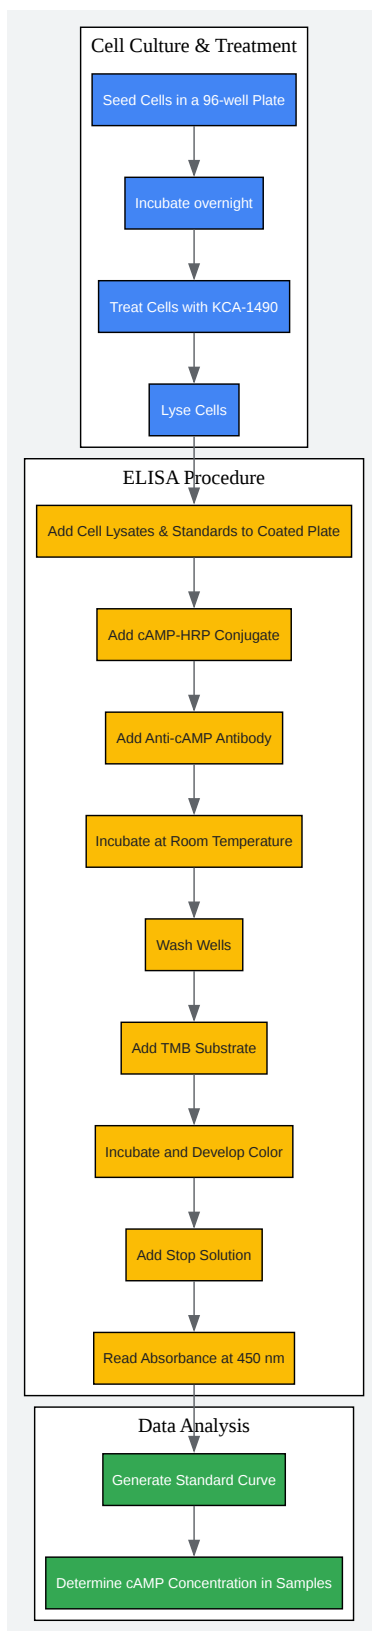 Cell Culture & Treatment
Seed Cells in a 96-well Plate
Incubate overnight
Treat Cells with KCA-1490
Lyse Cells
ELISA Procedure
Add Cell Lysates & Standards to Coated Plate
Add cAMP-HRP Conjugate
Add Anti-cAMP Antibody
Incubate at Room Temperature
Wash Wells
Add TMB Substrate
Incubate and Develop Color
Add Stop Solution
Read Absorbance at 450 nm
Data Analysis
Generate Standard Curve
Determine cAMP Concentration in Samples